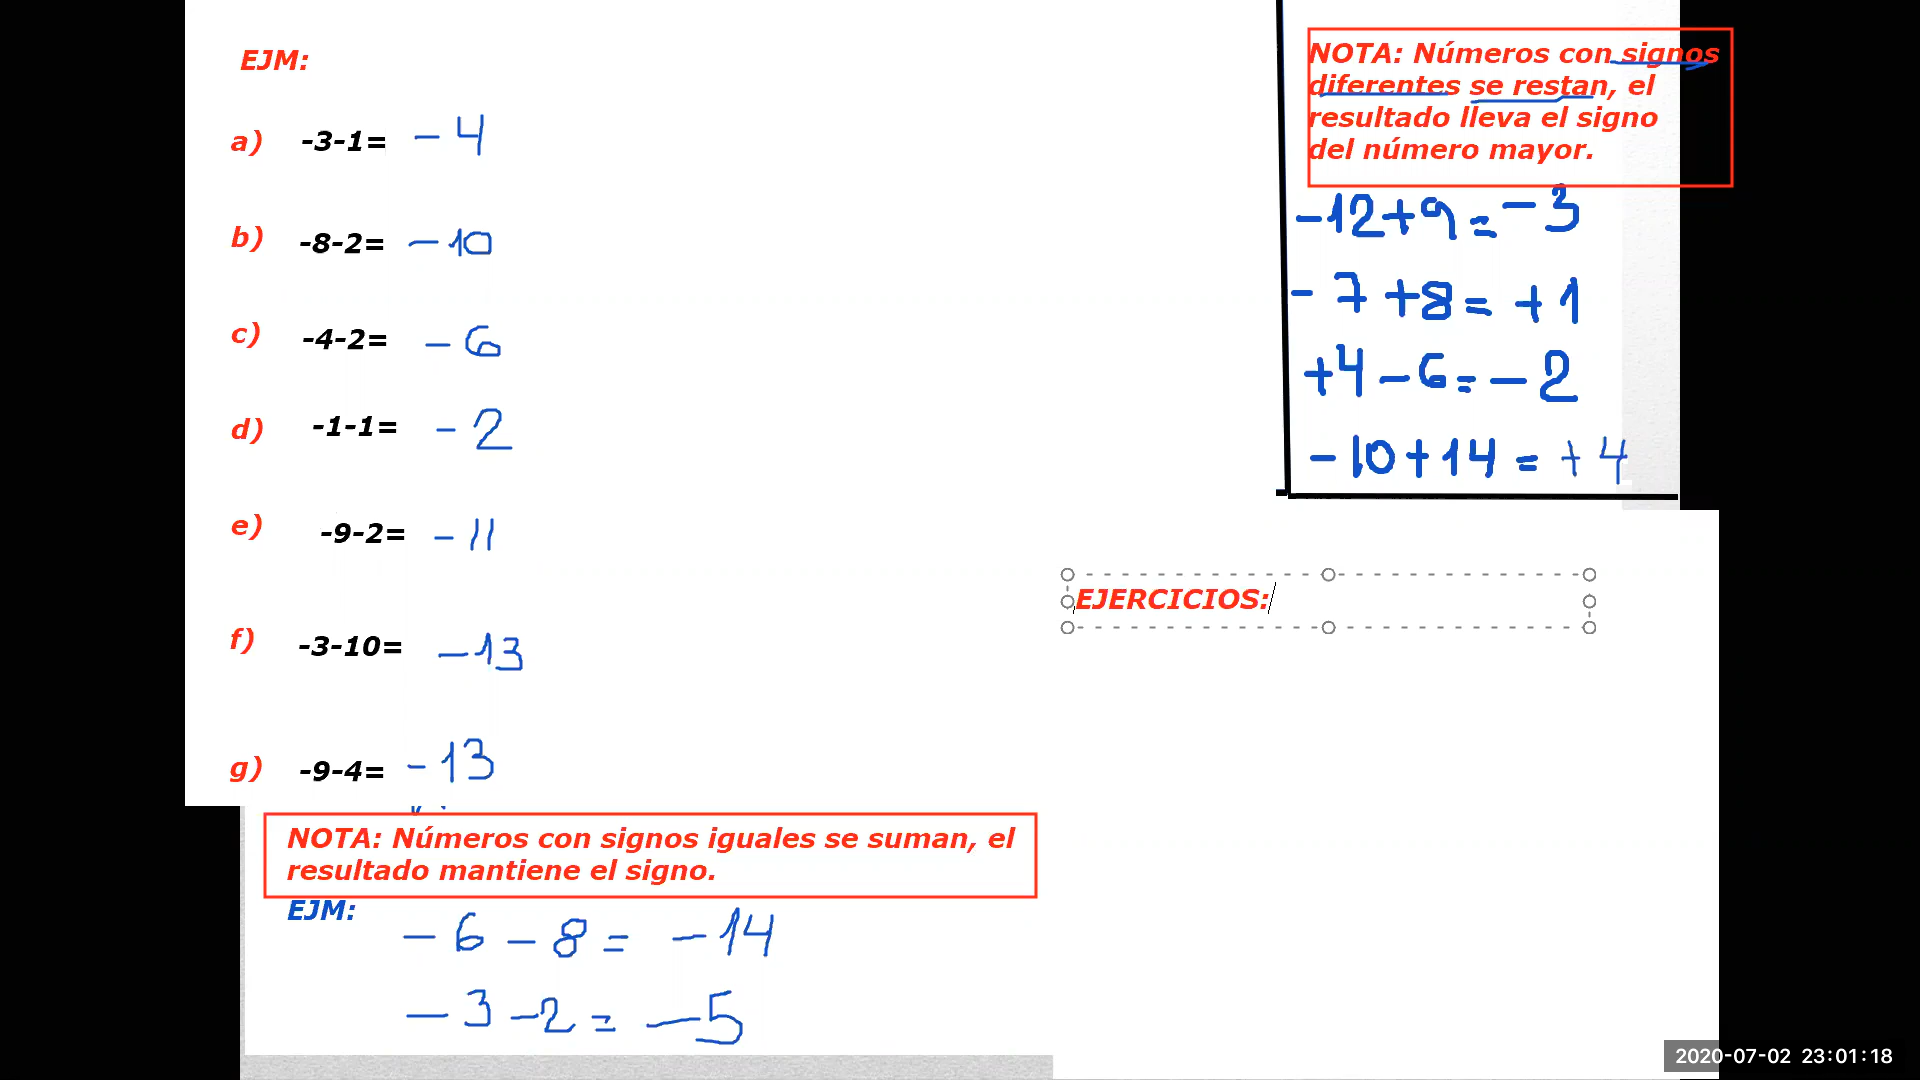 EJM:
a) -3-1= -4
b) -8-2= -10
c) -4-2= -6
d) -1-1= -2
e) -9-2= -11
f) -3-10= -13
g) -9-4= -13
NOTA: Números con signos iguales se suman, el
resultado mantiene el signo.
EJM:
-6-8= -14
-3-2= -5
NOTA: Números con signos
diferentes se restan, el
resultado lleva el signo
del número mayor.
-12+9=-3
-7+8=+1
+4-6=-2
-10+14=+4
EJERCICIOS:
2020-07-02 23:01:18